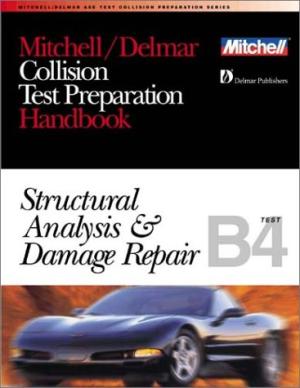 MITCHELL/DELMAR ASE TEST COLLISION PREPARATION SERIES
Mitchell/Delmar
Collision
Test Preparation
Handbook
Mitchell
Delmar Publishers
Structural
Analysis &
Damage Repair
TEST
B4